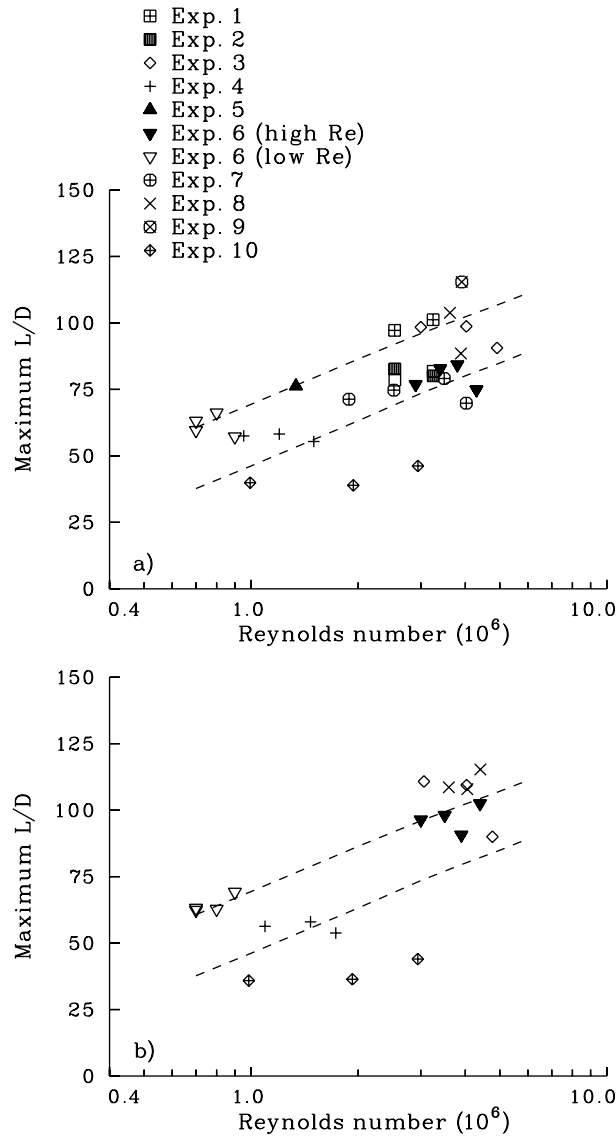 Exp. 1
Exp. 2
Exp. 3
Exp. 4
Exp. 5
Exp. 6 (high Re)
Exp. 6 (low Re)
Exp. 7
Exp. 8
Exp. 9
Exp. 10
150
125
100
75
50
25
0
Maximum L/D
a)
0.4 1.0 10.0
Reynolds number (10⁶)
150
125
100
75
50
25
0
Maximum L/D
b)
0.4 1.0 10.0
Reynolds number (10⁶)